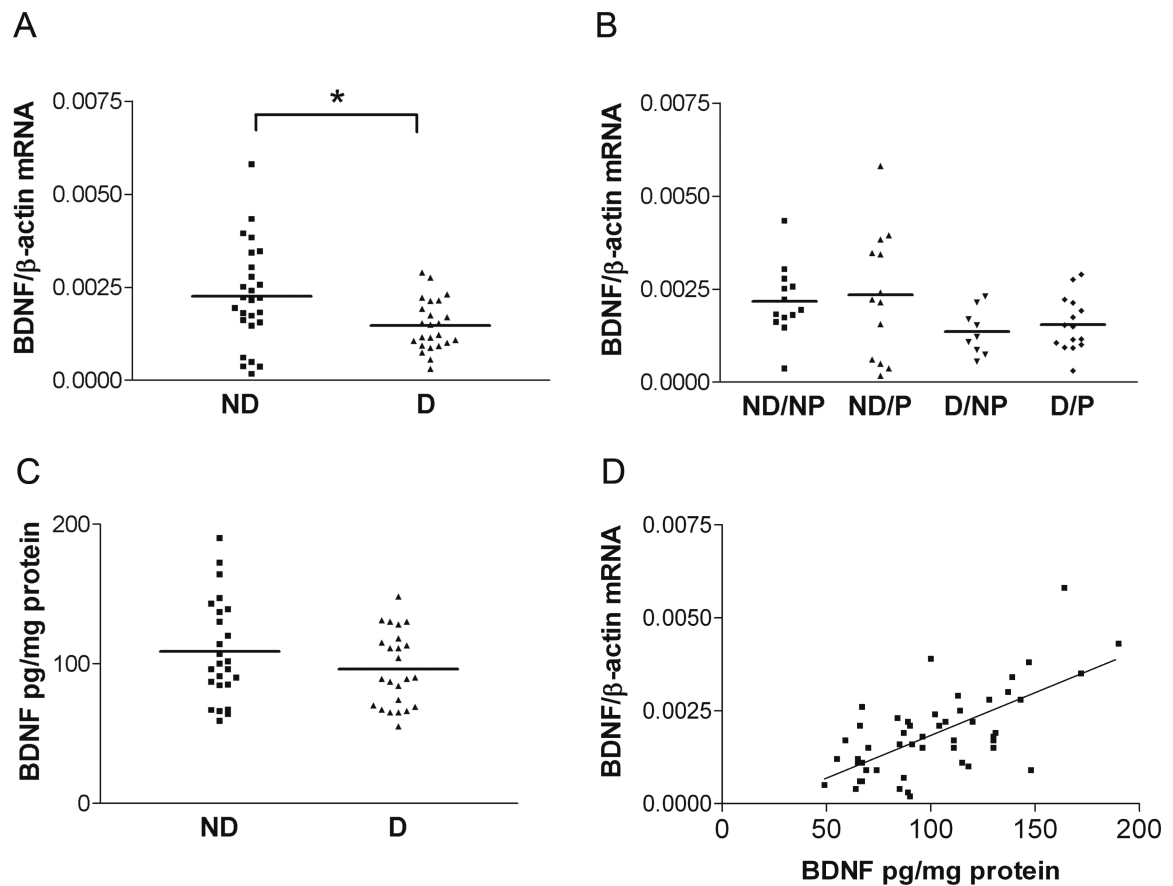 A
BDNF/β-actin mRNA
0.0075
0.0050
0.0025
0.0000
*
ND D
B
BDNF/β-actin mRNA
0.0075
0.0050
0.0025
0.0000
ND/NP ND/P D/NP D/P
C
BDNF pg/mg protein
200
100
0
ND D
D
BDNF/β-actin mRNA
0.0075
0.0050
0.0025
0.0000
0 50 100 150 200
BDNF pg/mg protein